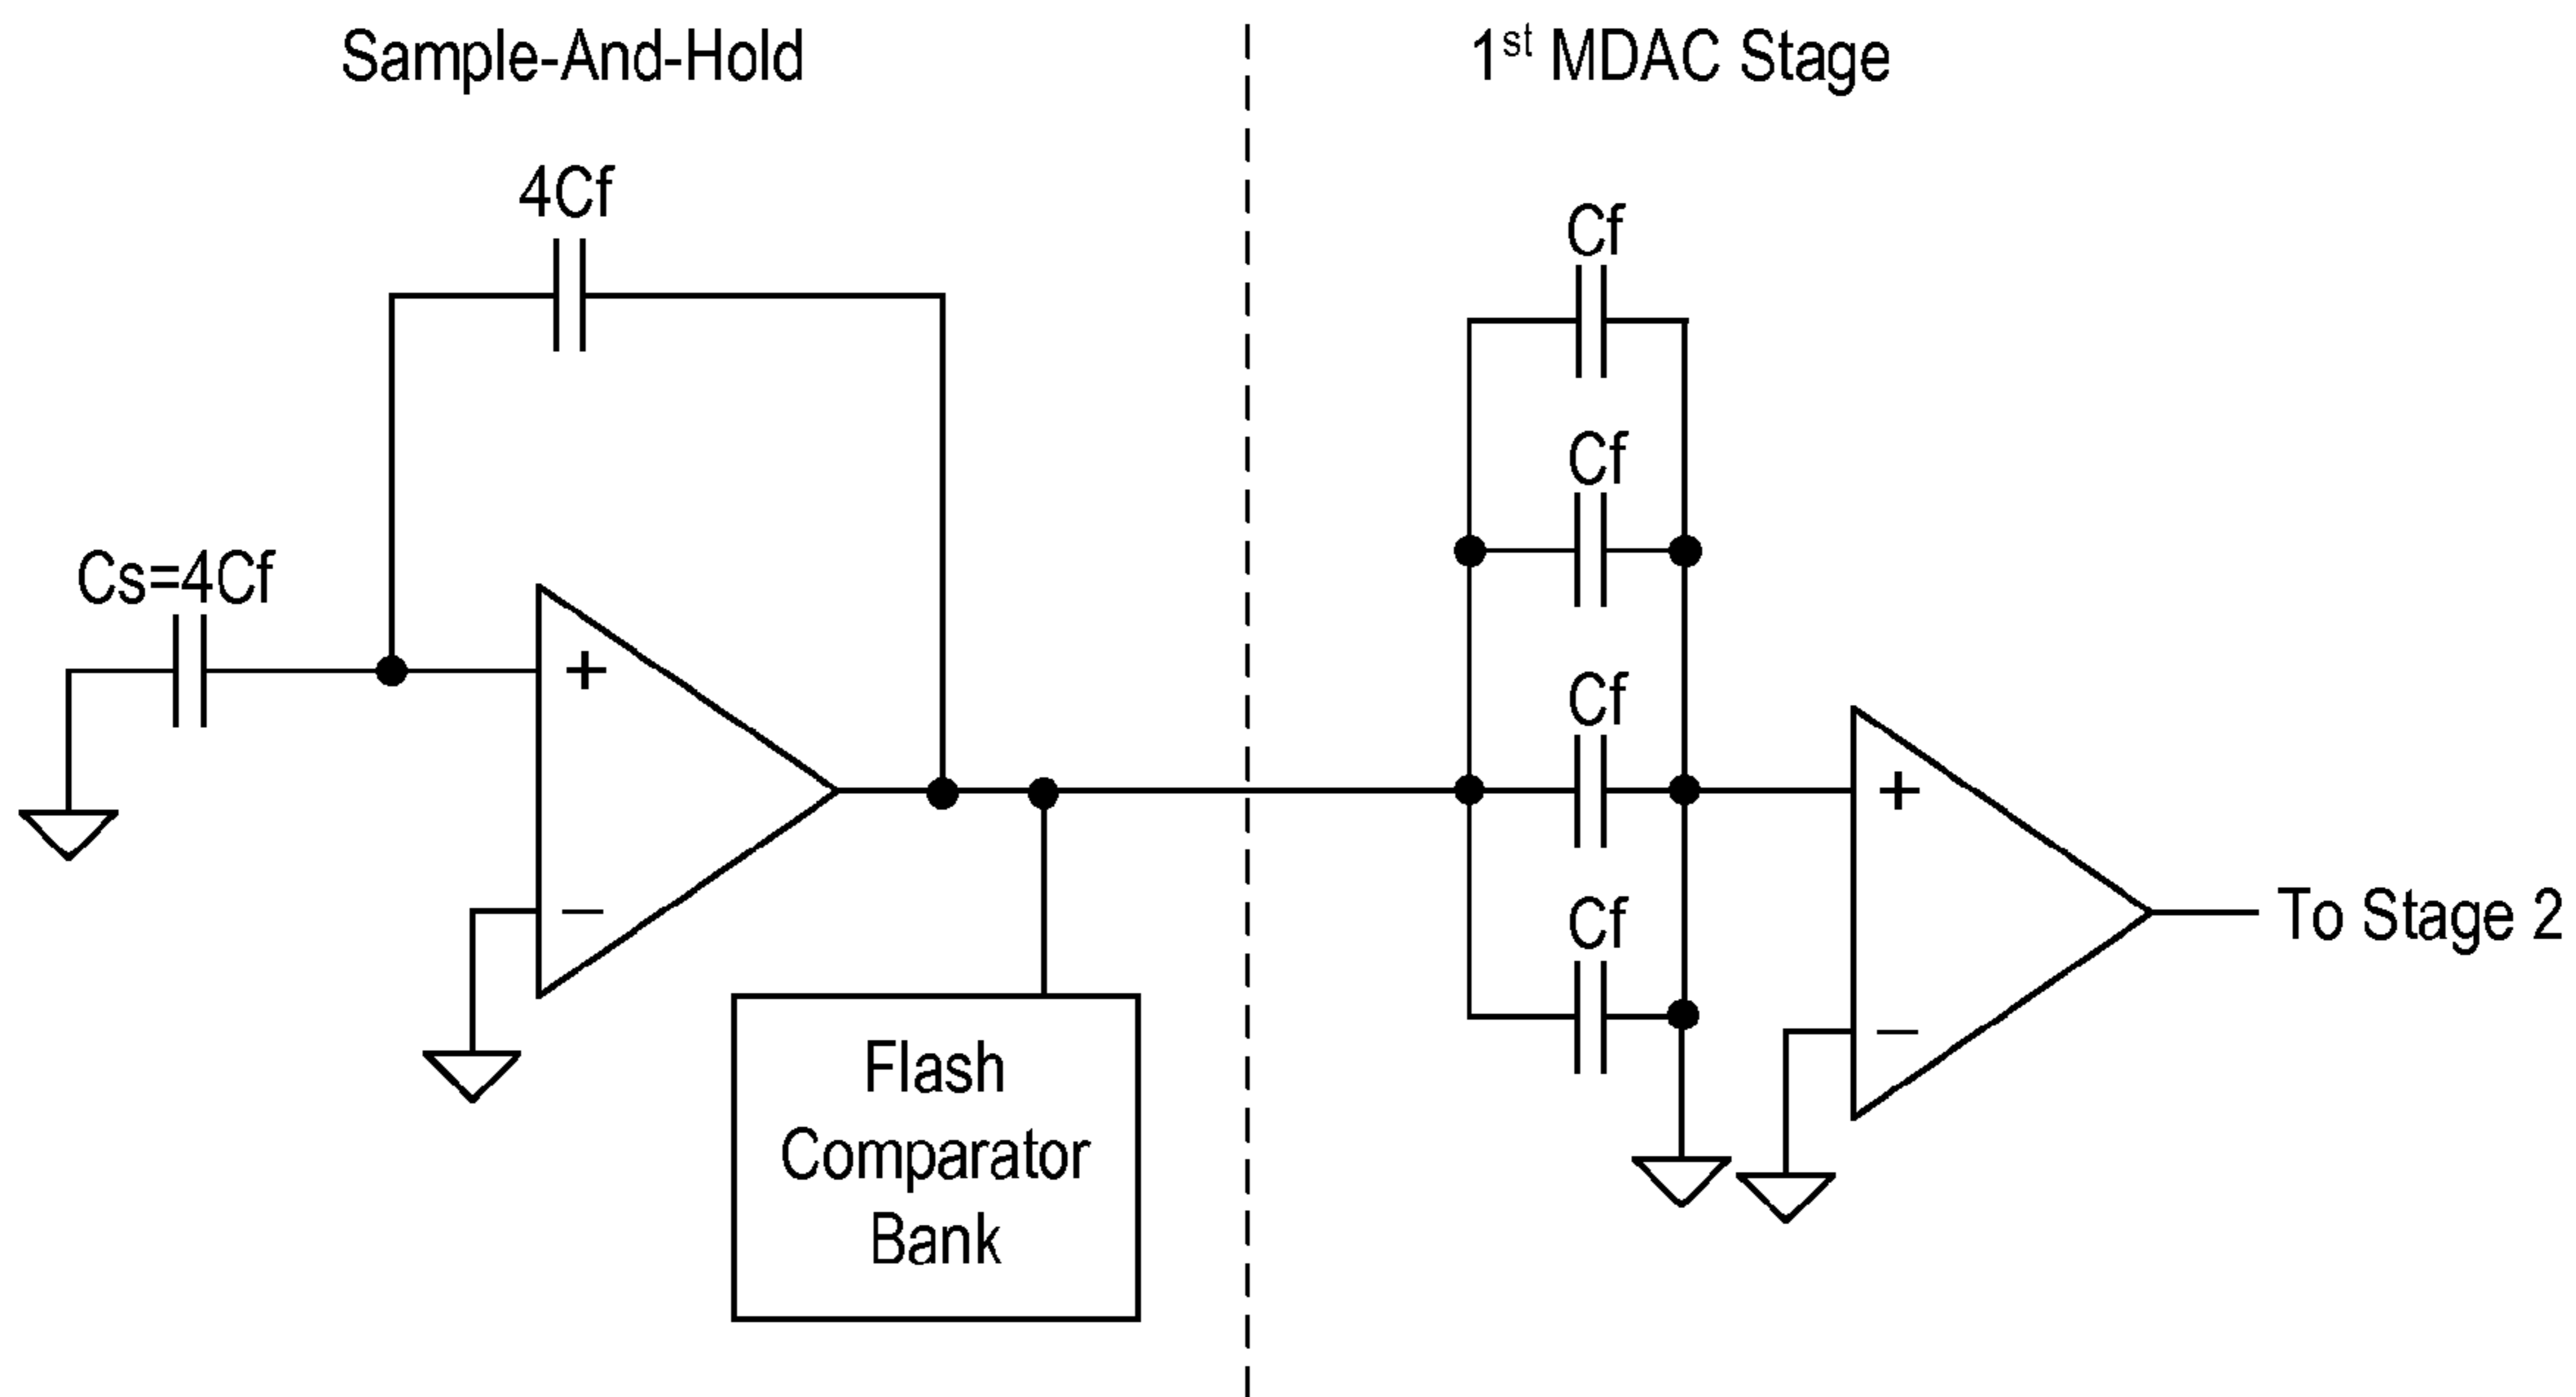 Sample-And-Hold
1st MDAC Stage
4Cf
Cf
Cf
Cs=4Cf
+
Cf
+
–
Cf
To Stage 2
–
Flash
Comparator
Bank